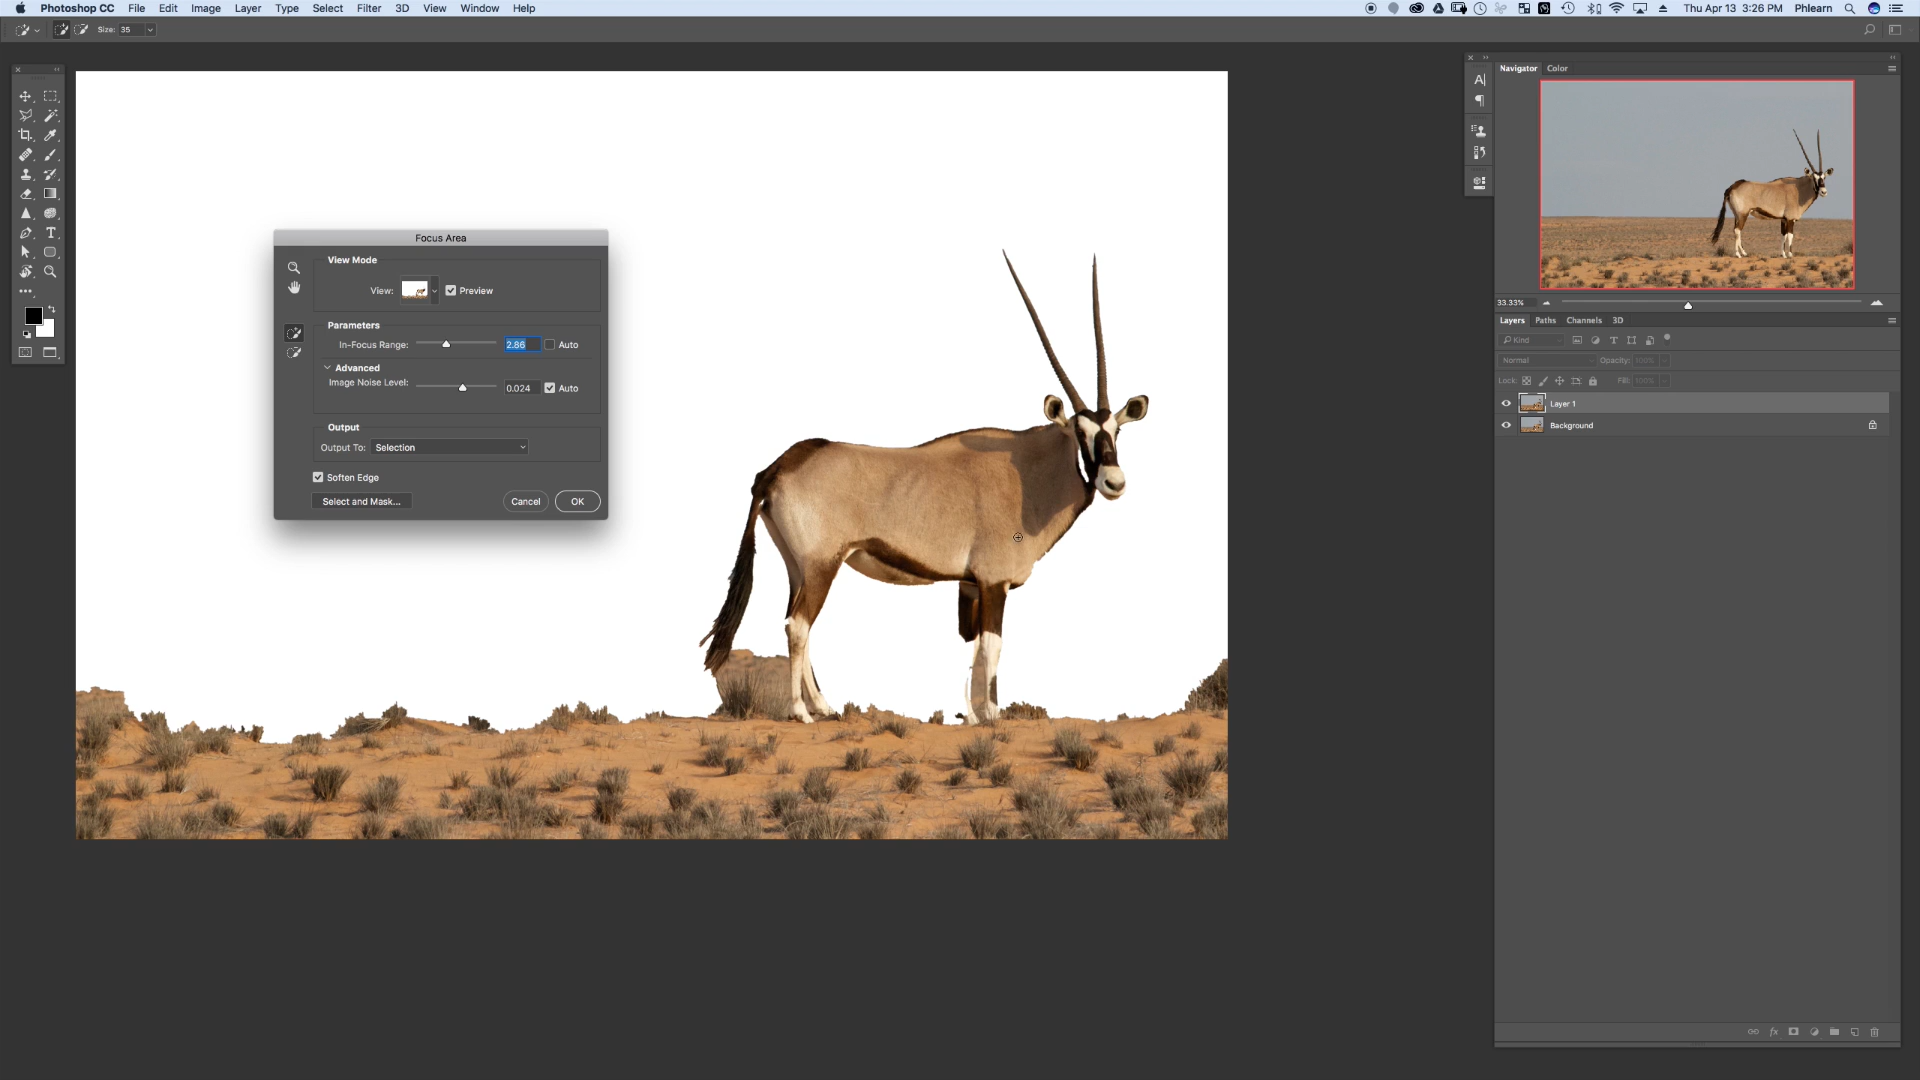 Photoshop CC File Edit Image Layer Type Select Filter 3D View Window Help Thu Apr 13 3:26 PM Phlearn
Size: 35
Navigator Color
33.33%
Layers Paths Channels 3D
Kind
Normal Opacity: 100%
Lock: Fill: 100%
Layer 1
Background
Focus Area
View Mode
View: Preview
Parameters
In-Focus Range: 2.86 Auto
Advanced
Image Noise Level: 0.024 Auto
Output
Output To: Selection
Soften Edge
Select and Mask... Cancel OK